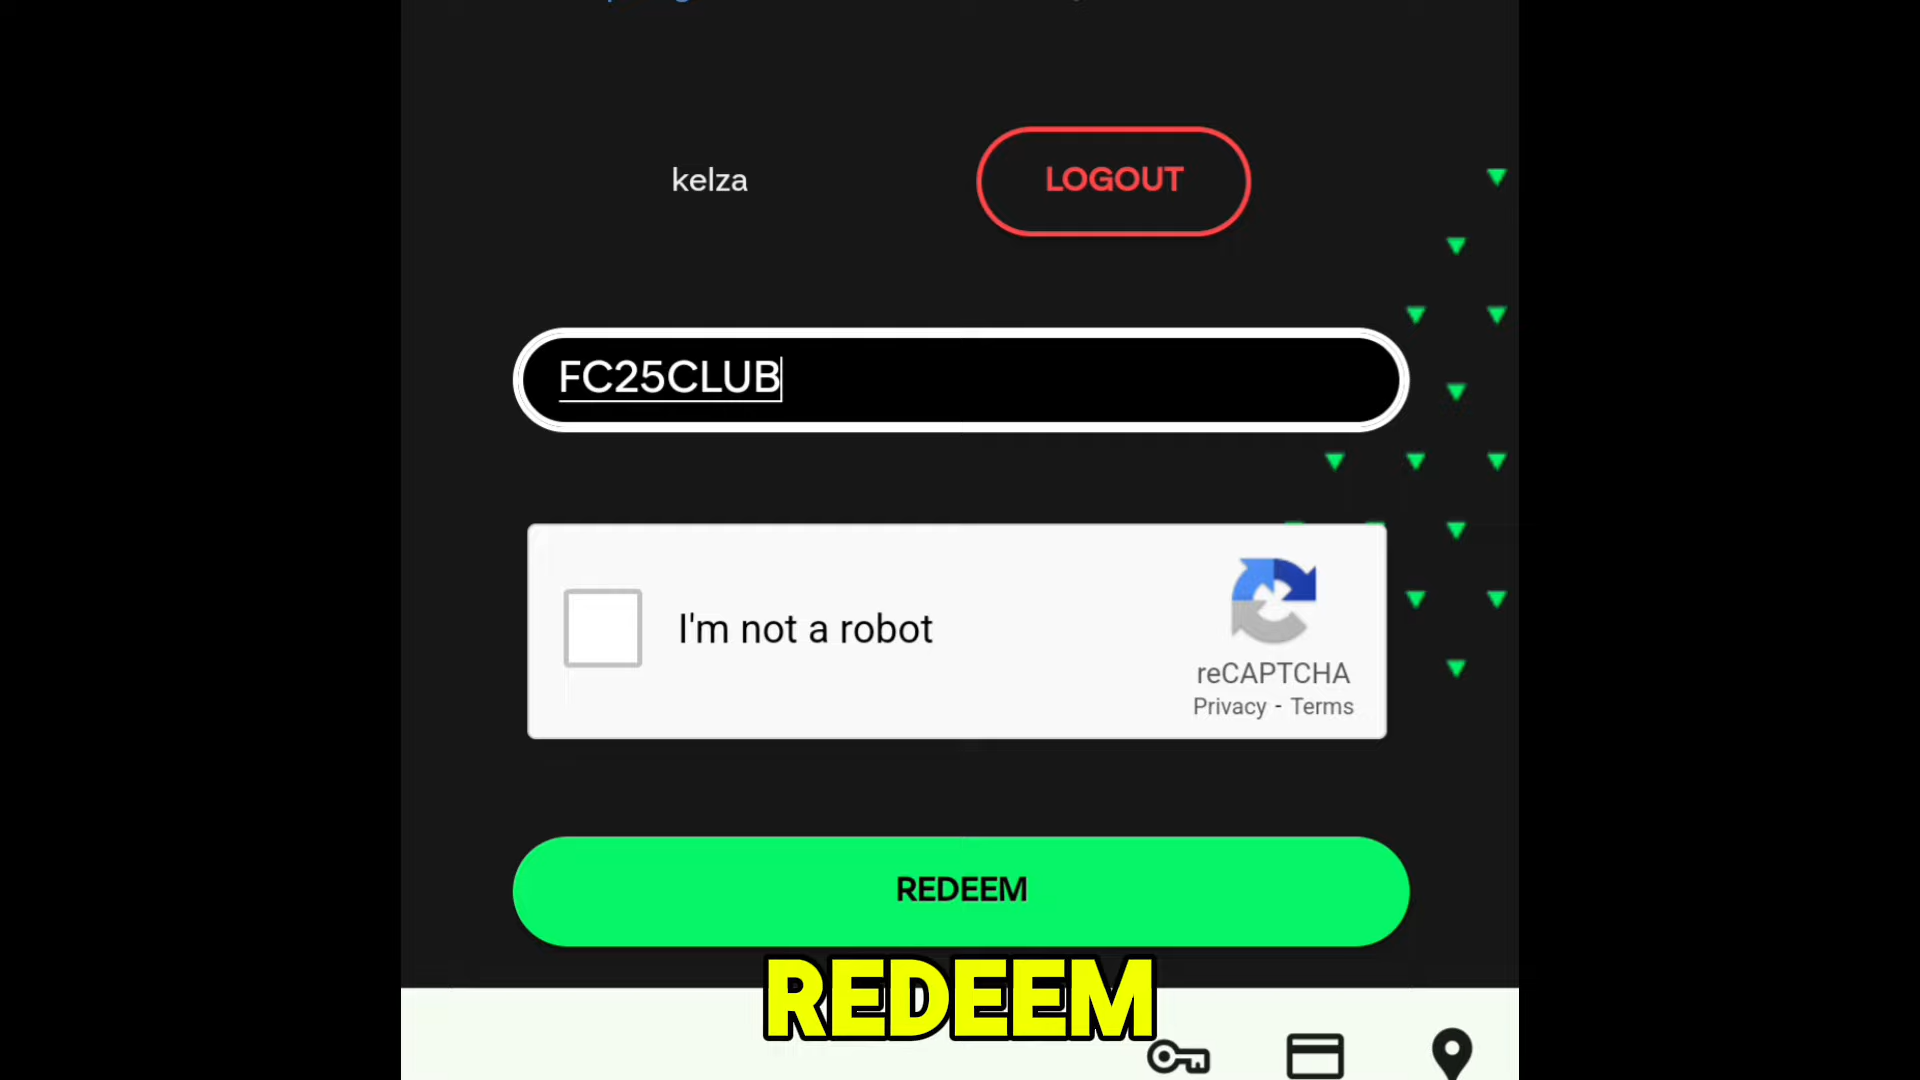 kelza
LOGOUT
FC25CLUB
I'm not a robot
reCAPTCHA
Privacy - Terms
REDEEM
REDEEM